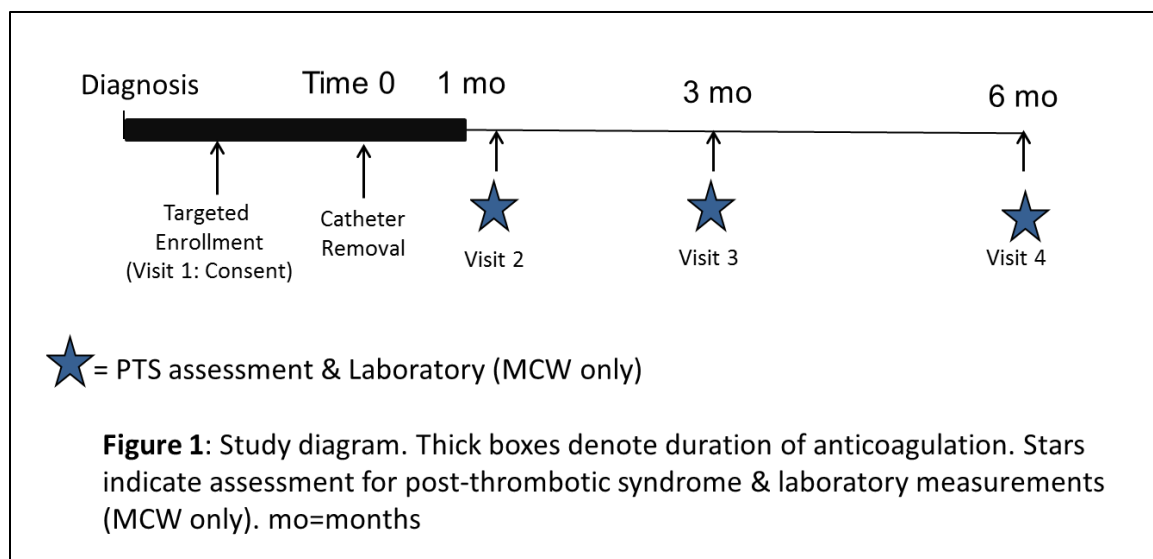 Diagnosis Time 0 1 mo 3 mo 6 mo
Targeted
Enrollment
(Visit 1: Consent)
Catheter
Removal
Visit 2 Visit 3 Visit 4
= PTS assessment & Laboratory (MCW only)
Figure 1: Study diagram. Thick boxes denote duration of anticoagulation. Stars
indicate assessment for post-thrombotic syndrome & laboratory measurements
(MCW only). mo=months